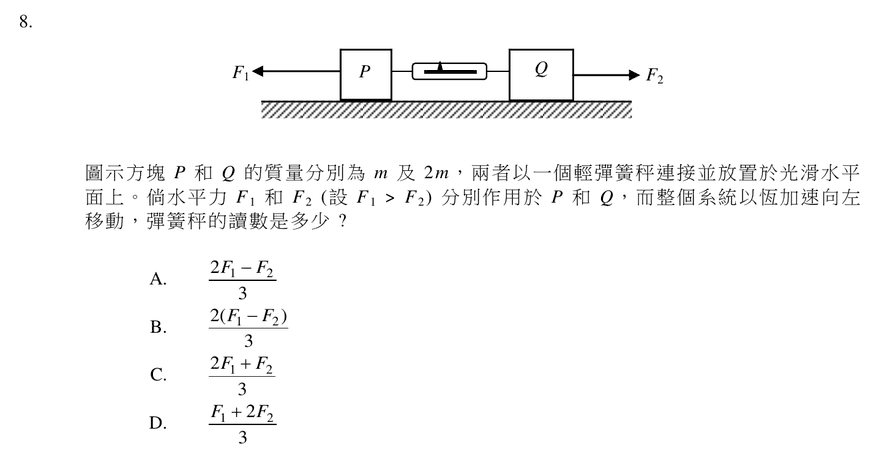 8.
F₁ P Q F₂
圖示方塊 P 和 Q 的質量分別為 m 及 2m，兩者以一個輕彈簧秤連接並放置於光滑水平
面上。倘水平力 F₁ 和 F₂ (設 F₁ > F₂) 分別作用於 P 和 Q，而整個系統以恆加速向左
移動，彈簧秤的讀數是多少 ?
A. (2F₁ − F₂)/3
B. 2(F₁ − F₂)/3
C. (2F₁ + F₂)/3
D. (F₁ + 2F₂)/3